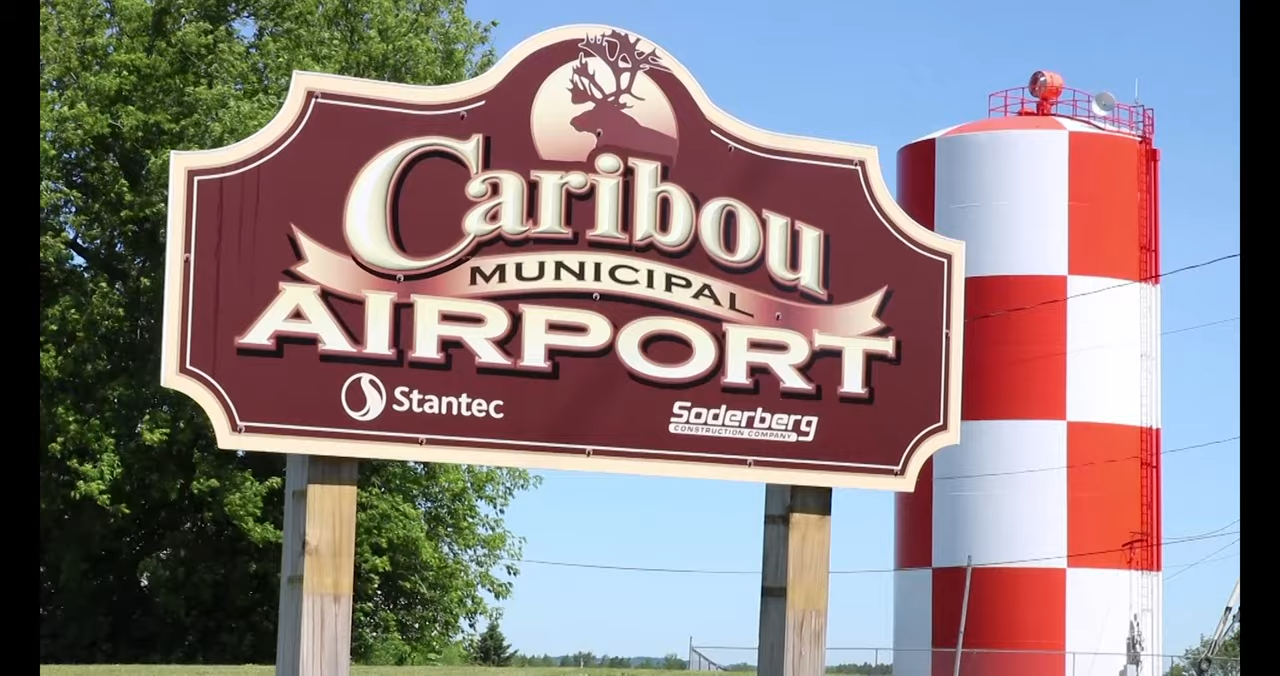 Caribou
MUNICIPAL
AIRPORT
Stantec
Soderberg
CONSTRUCTION COMPANY